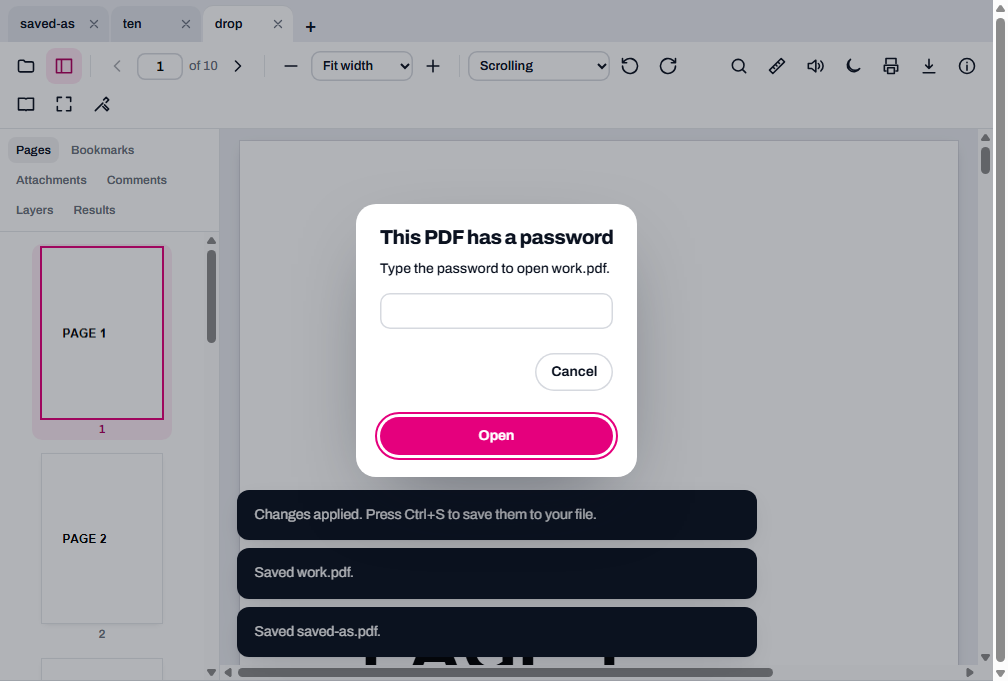 saved-as
ten
drop
1
of 10
Fit width
Scrolling
Pages
Bookmarks
Attachments
Comments
Layers
Results
PAGE 1
1
PAGE 2
2
This PDF has a password
Type the password to open work.pdf.
Cancel
Open
Changes applied. Press Ctrl+S to save them to your file.
Saved work.pdf.
Saved saved-as.pdf.